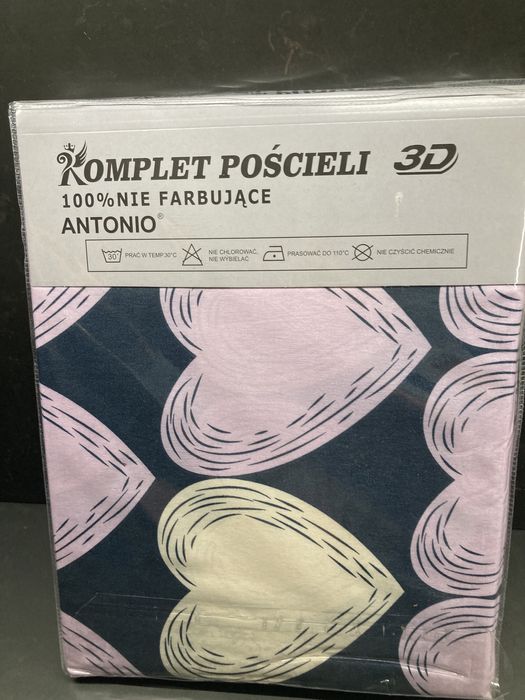 KOMPLET POŚCIELI 3D
100%NIE FARBUJĄCE
ANTONIO®
30° PRAĆ W TEMP 30°C NIE CHLOROWAĆ, NIE WYBIELAĆ PRASOWAĆ DO 110°C NIE CZYŚCIĆ CHEMICZNIE